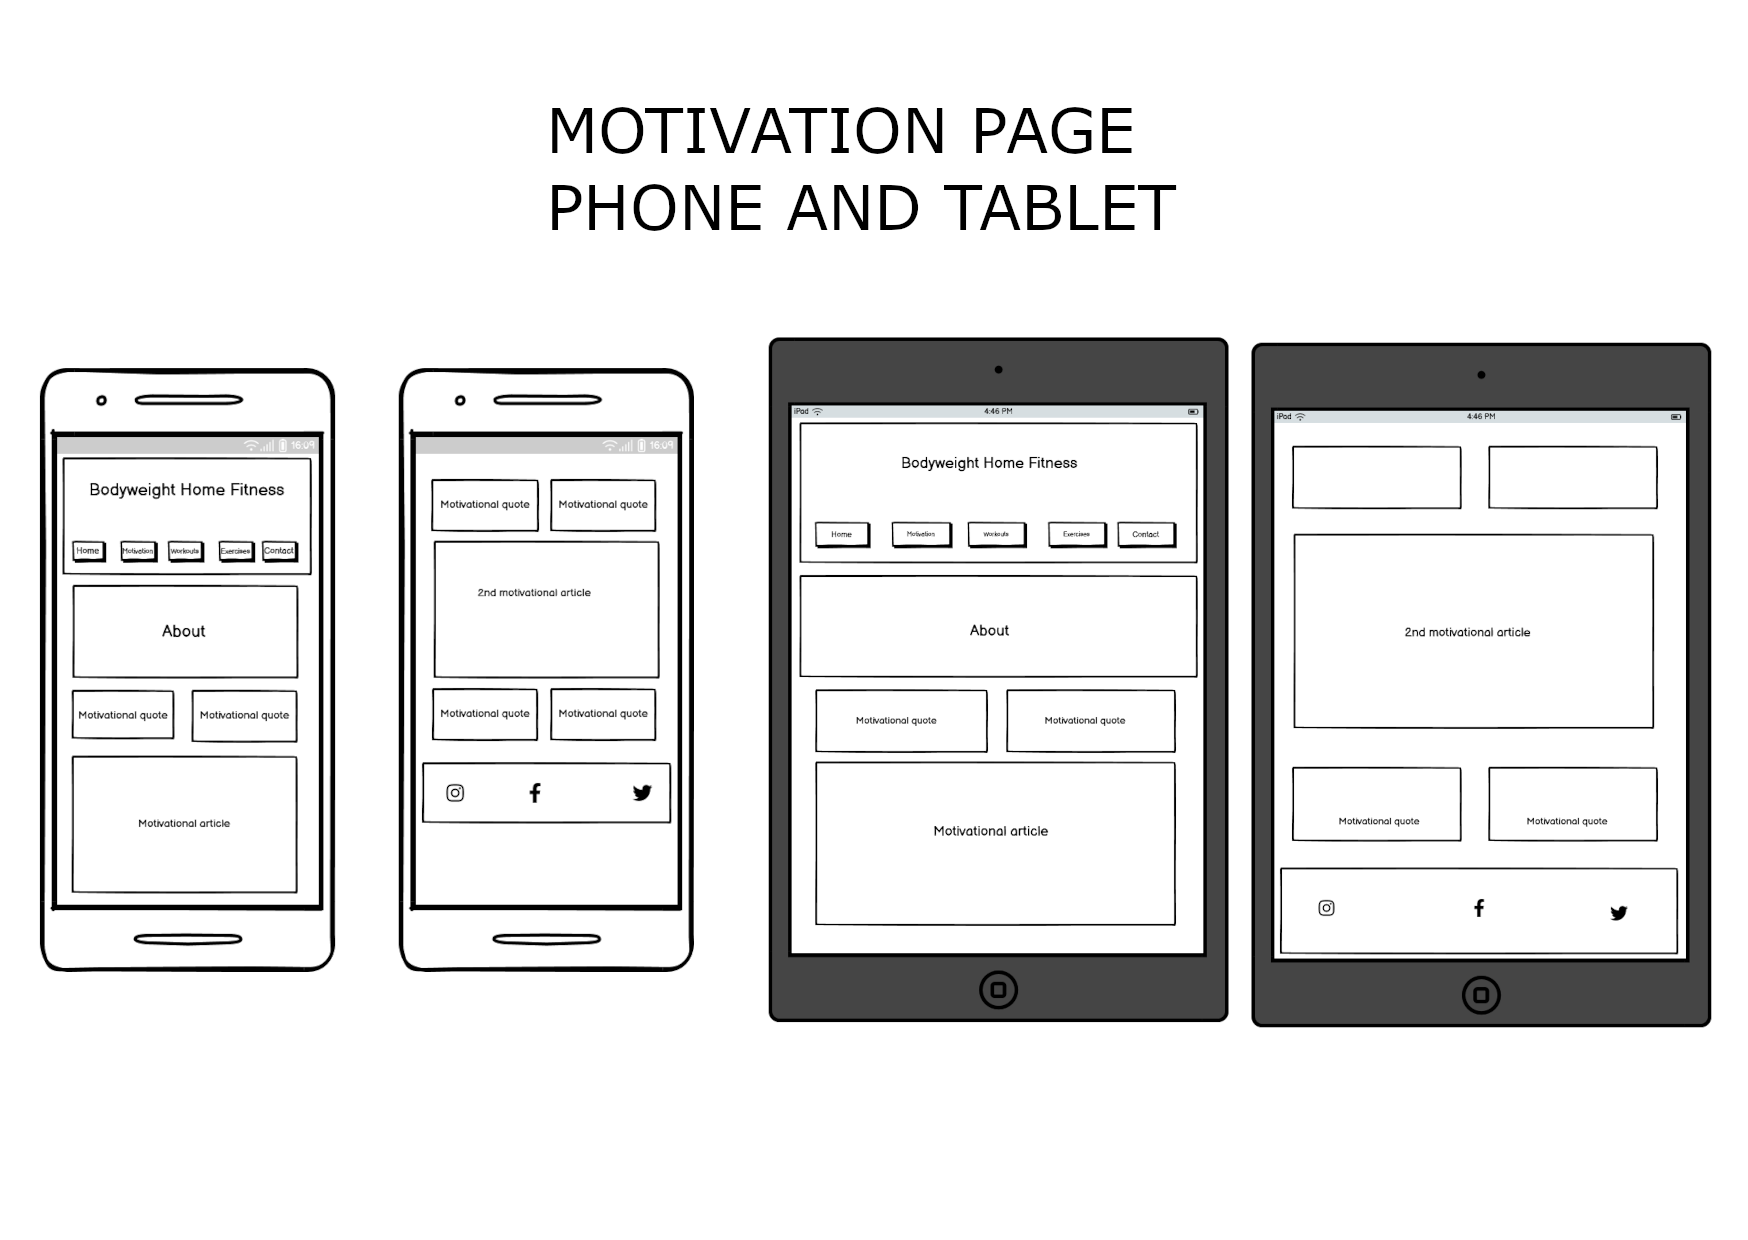 MOTIVATION PAGE
PHONE AND TABLET
16:09
Bodyweight Home Fitness
Home Motivation Workouts Exercises Contact
About
Motivational quote Motivational quote
Motivational article
16:09
Motivational quote Motivational quote
2nd motivational article
Motivational quote Motivational quote
iPad 4:46 PM
Bodyweight Home Fitness
Home Motivation Workouts Exercises Contact
About
Motivational quote Motivational quote
Motivational article
iPad 4:46 PM
2nd motivational article
Motivational quote Motivational quote